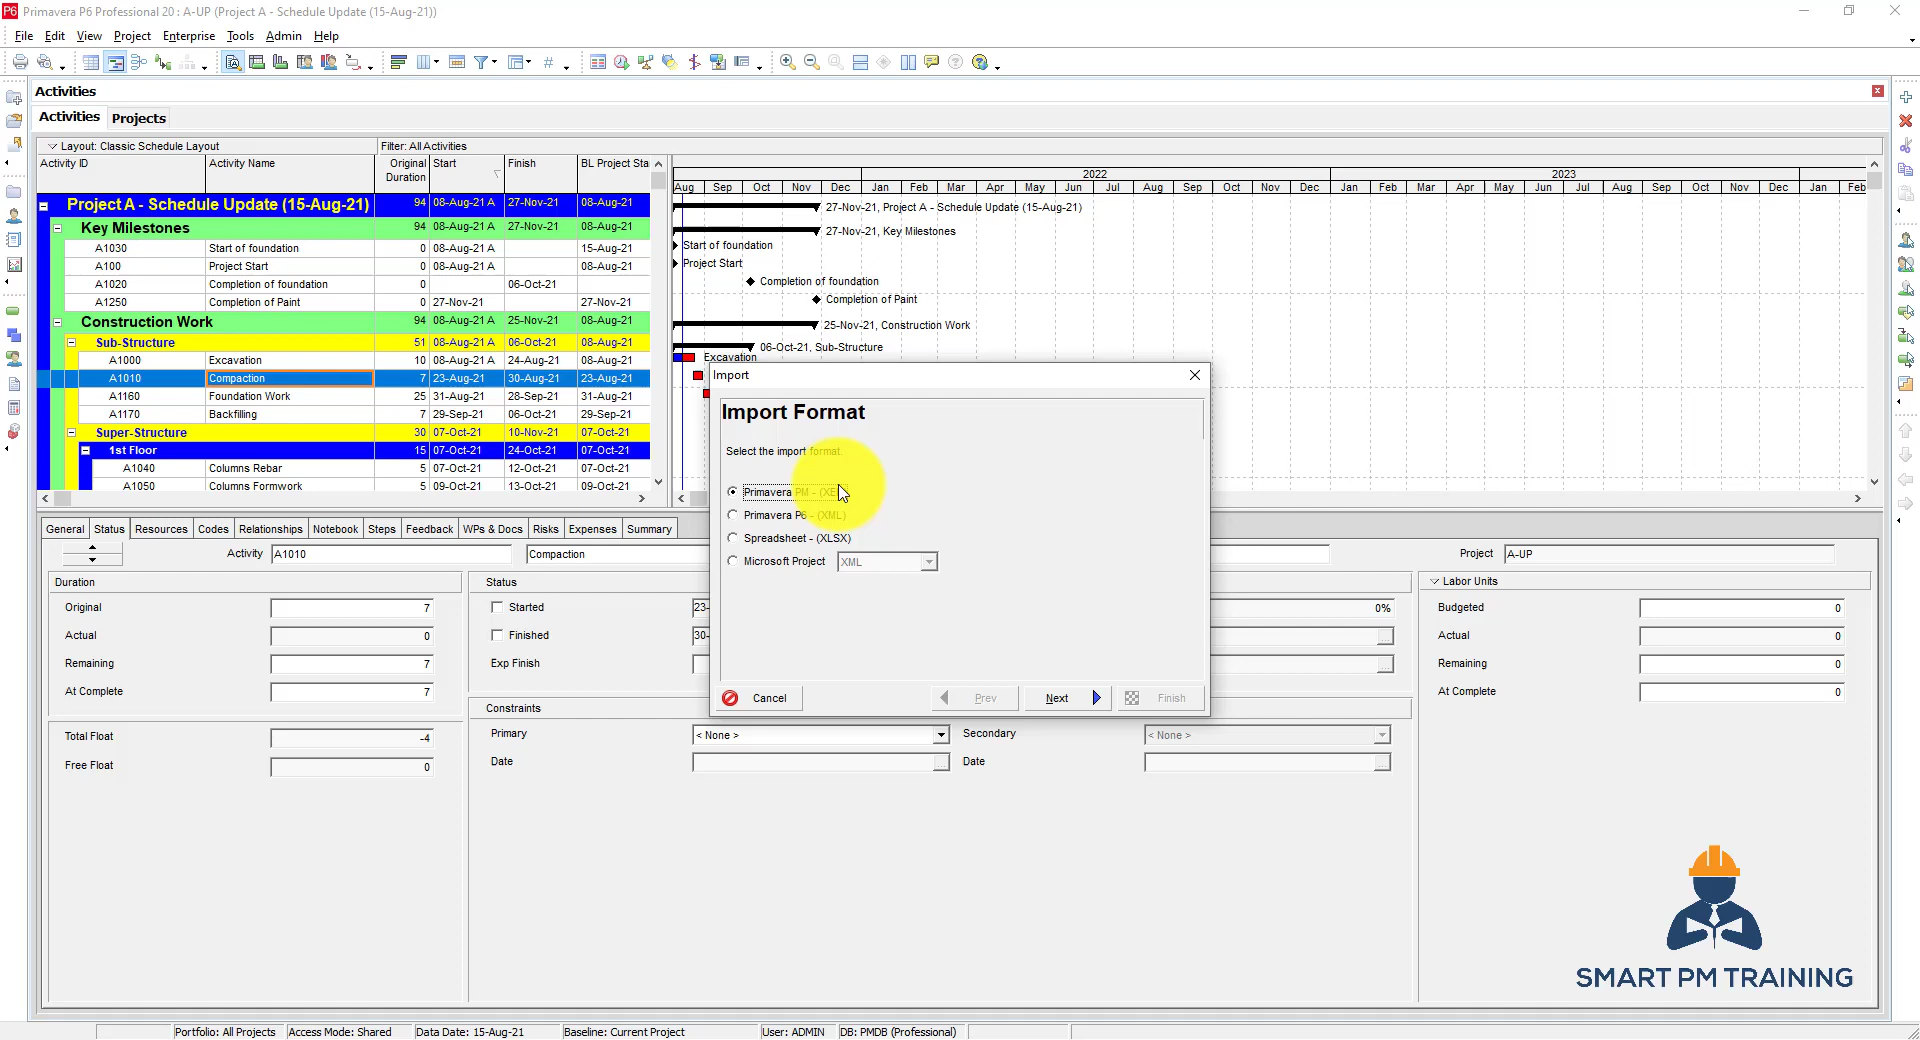 P6 Primavera P6 Professional 20 : A-UP (Project A - Schedule Update (15-Aug-21))
File Edit View Project Enterprise Tools Admin Help
Activities
Activities Projects
Layout: Classic Schedule Layout Filter: All Activities
Activity ID Activity Name Original Duration Start Finish BL Project Sta
2022 2023
Aug Sep Oct Nov Dec Jan Feb Mar Apr May Jun Jul Aug Sep Oct Nov Dec Jan Feb Mar Apr May Jun Jul Aug Sep Oct Nov Dec Jan Feb
Project A - Schedule Update (15-Aug-21) 94 08-Aug-21 A 27-Nov-21 08-Aug-21 27-Nov-21, Project A - Schedule Update (15-Aug-21)
Key Milestones 94 08-Aug-21 A 27-Nov-21 08-Aug-21 27-Nov-21, Key Milestones
A1030 Start of foundation 0 08-Aug-21 A 15-Aug-21 Start of foundation
A100 Project Start 0 08-Aug-21 A 08-Aug-21 Project Start
A1020 Completion of foundation 0 06-Oct-21 Completion of foundation
A1250 Completion of Paint 0 27-Nov-21 27-Nov-21 Completion of Paint
Construction Work 94 08-Aug-21 A 25-Nov-21 08-Aug-21 25-Nov-21, Construction Work
Sub-Structure 51 08-Aug-21 A 06-Oct-21 08-Aug-21 06-Oct-21, Sub-Structure
A1000 Excavation 10 08-Aug-21 A 24-Aug-21 08-Aug-21 Excavation
A1010 Compaction 7 23-Aug-21 30-Aug-21 23-Aug-21
A1160 Foundation Work 25 31-Aug-21 28-Sep-21 31-Aug-21
A1170 Backfilling 7 29-Sep-21 06-Oct-21 29-Sep-21
Super-Structure 30 07-Oct-21 10-Nov-21 07-Oct-21
1st Floor 15 07-Oct-21 24-Oct-21 07-Oct-21
A1040 Columns Rebar 5 07-Oct-21 12-Oct-21 07-Oct-21
A1050 Columns Formwork 5 09-Oct-21 13-Oct-21 09-Oct-21
Import
Import Format
Select the import format
Primavera PM - (XE
Primavera P6 - (XML)
Spreadsheet - (XLSX)
Microsoft Project XML
Cancel Prev Next Finish
General Status Resources Codes Relationships Notebook Steps Feedback WPs & Docs Risks Expenses Summary
Activity A1010 Compaction Project A-UP
Duration Status Labor Units
Original 7 Started 23- 0% Budgeted 0
Actual 0 Finished 30- Actual 0
Remaining 7 Exp Finish Remaining 0
At Complete 7 At Complete 0
Constraints
Total Float -4 Primary < None > Secondary < None >
Free Float 0 Date Date
SMART PM TRAINING
Portfolio: All Projects Access Mode: Shared Data Date: 15-Aug-21 Baseline: Current Project User: ADMIN DB: PMDB (Professional)